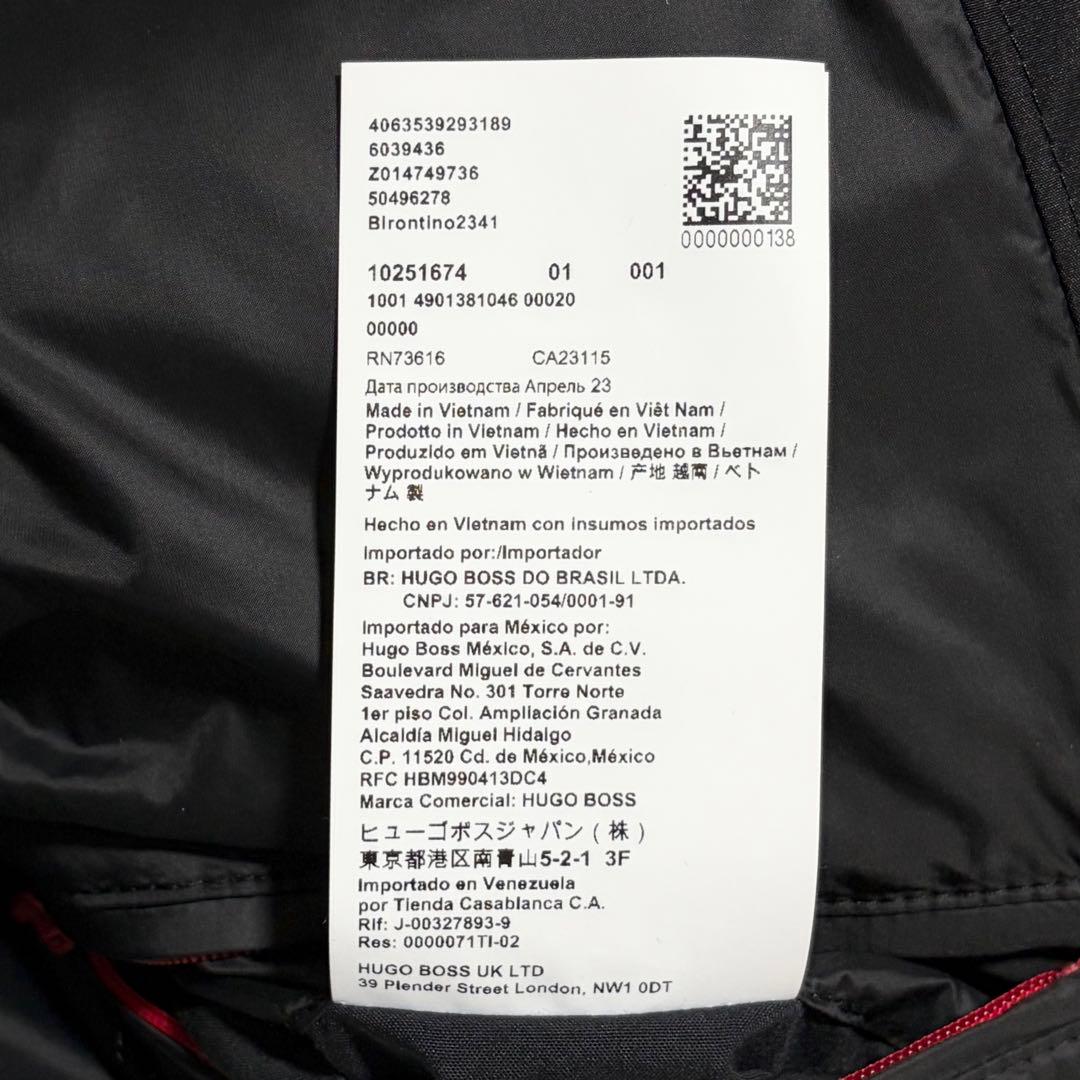 4063539293189
6039436
Z014749736
50496278
Birontino2341
0000000138
10251674 01 001
1001 4901381046 00020
00000
RN73616 CA23115
Дата производства Апрель 23
Made in Vietnam / Fabriqué en Viêt Nam /
Prodotto in Vietnam / Hecho en Vietnam /
Produzido em Vietnã / Произведено в Вьетнам /
Wyprodukowano w Wietnam / 产地 越南 / ベト
ナム 製
Hecho en Vietnam con insumos importados
Importado por:/Importador
BR: HUGO BOSS DO BRASIL LTDA.
CNPJ: 57-621-054/0001-91
Importado para México por:
Hugo Boss México, S.A. de C.V.
Boulevard Miguel de Cervantes
Saavedra No. 301 Torre Norte
1er piso Col. Ampliación Granada
Alcaldía Miguel Hidalgo
C.P. 11520 Cd. de México,México
RFC HBM990413DC4
Marca Comercial: HUGO BOSS
ヒューゴボスジャパン ( 株 )
東京都港区南青山5-2-1 3F
Importado en Venezuela
por Tienda Casablanca C.A.
Rif: J-00327893-9
Res: 0000071TI-02
HUGO BOSS UK LTD
39 Plender Street London, NW1 0DT